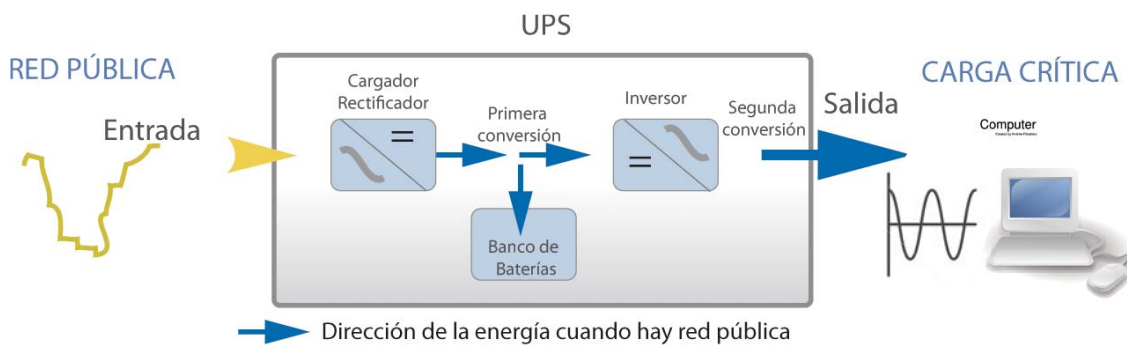 UPS
RED PÚBLICA
Entrada
Cargador
Rectificador
=
Primera
conversión
Inversor
=
Segunda
conversión
Salida
CARGA CRÍTICA
Computer
Banco de
Baterías
Dirección de la energía cuando hay red pública